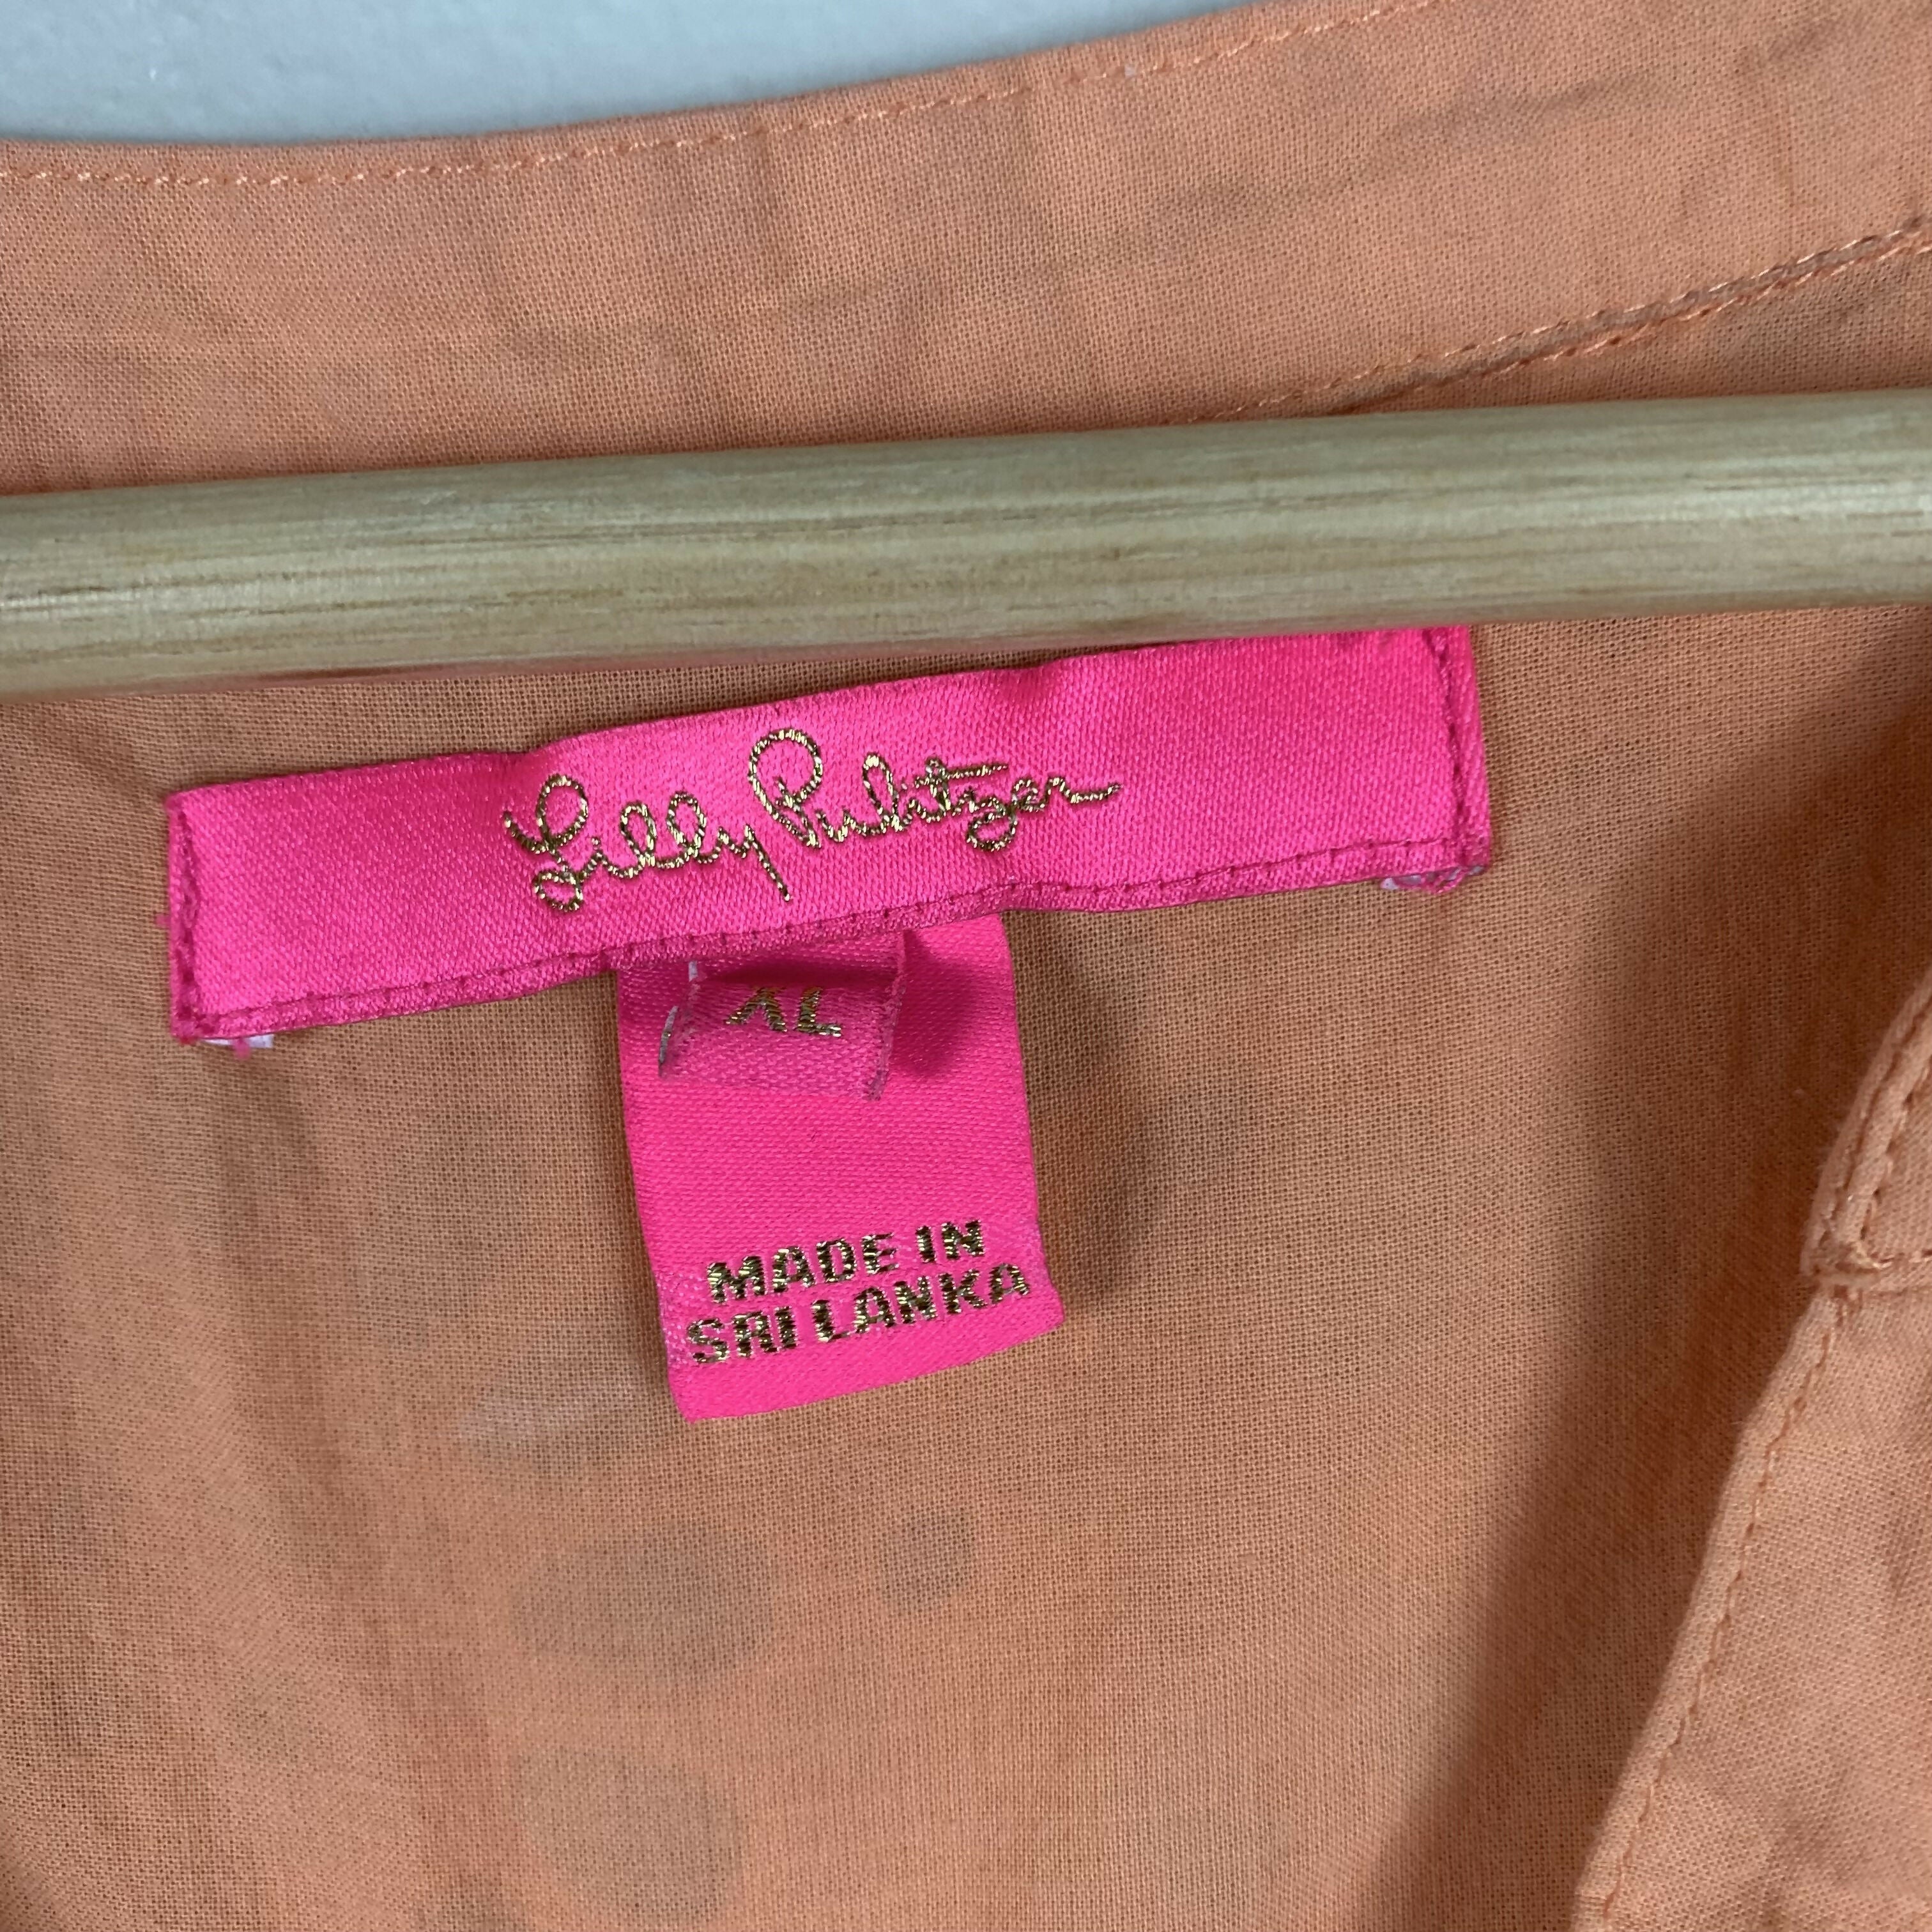 Lilly Pulitzer
XL
MADE IN
SRI LANKA